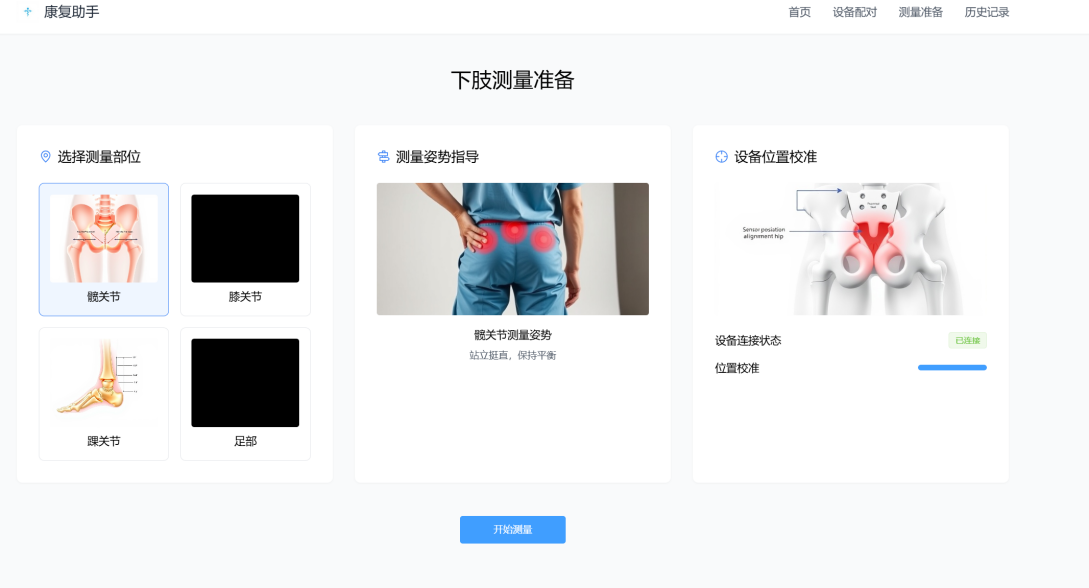 康复助手
首页 设备配对 测量准备 历史记录
下肢测量准备
选择测量部位
髋关节
膝关节
踝关节
足部
测量姿势指导
髋关节测量姿势
站立挺直，保持平衡
设备位置校准
Sensor posiation
alignment hip
设备连接状态
已连接
位置校准
开始测量